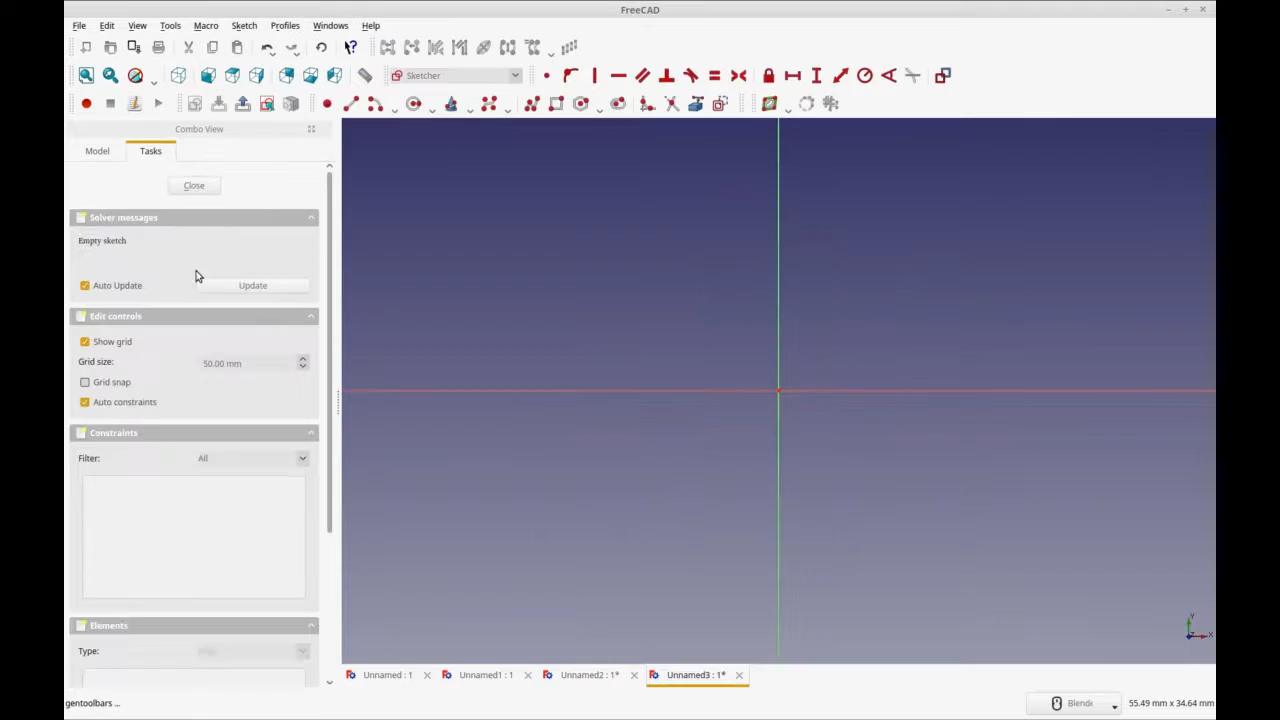 FreeCAD
File Edit View Tools Macro Sketch Profiles Windows Help
Sketcher
Combo View
Model Tasks
Close
Solver messages
Empty sketch
Auto Update Update
Edit controls
Show grid
Grid size: 50.00 mm
Grid snap
Auto constraints
Constraints
Filter: All
Elements
Type:
Y
X
Unnamed : 1 Unnamed1 : 1 Unnamed2 : 1* Unnamed3 : 1*
gentoolbars ... Blende 55.49 mm x 34.64 mm